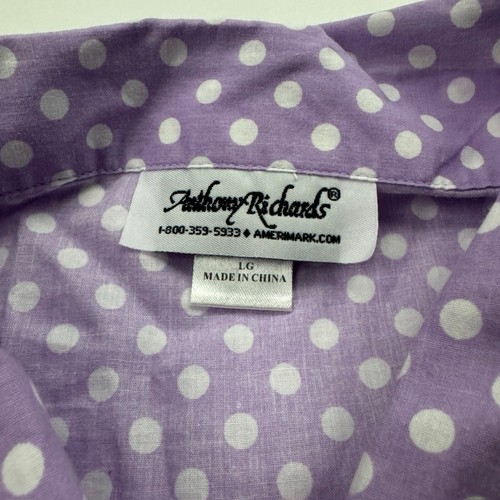 Anthony Richards®
1-800-359-5933 ♦ AMERIMARK.COM
LG
MADE IN CHINA